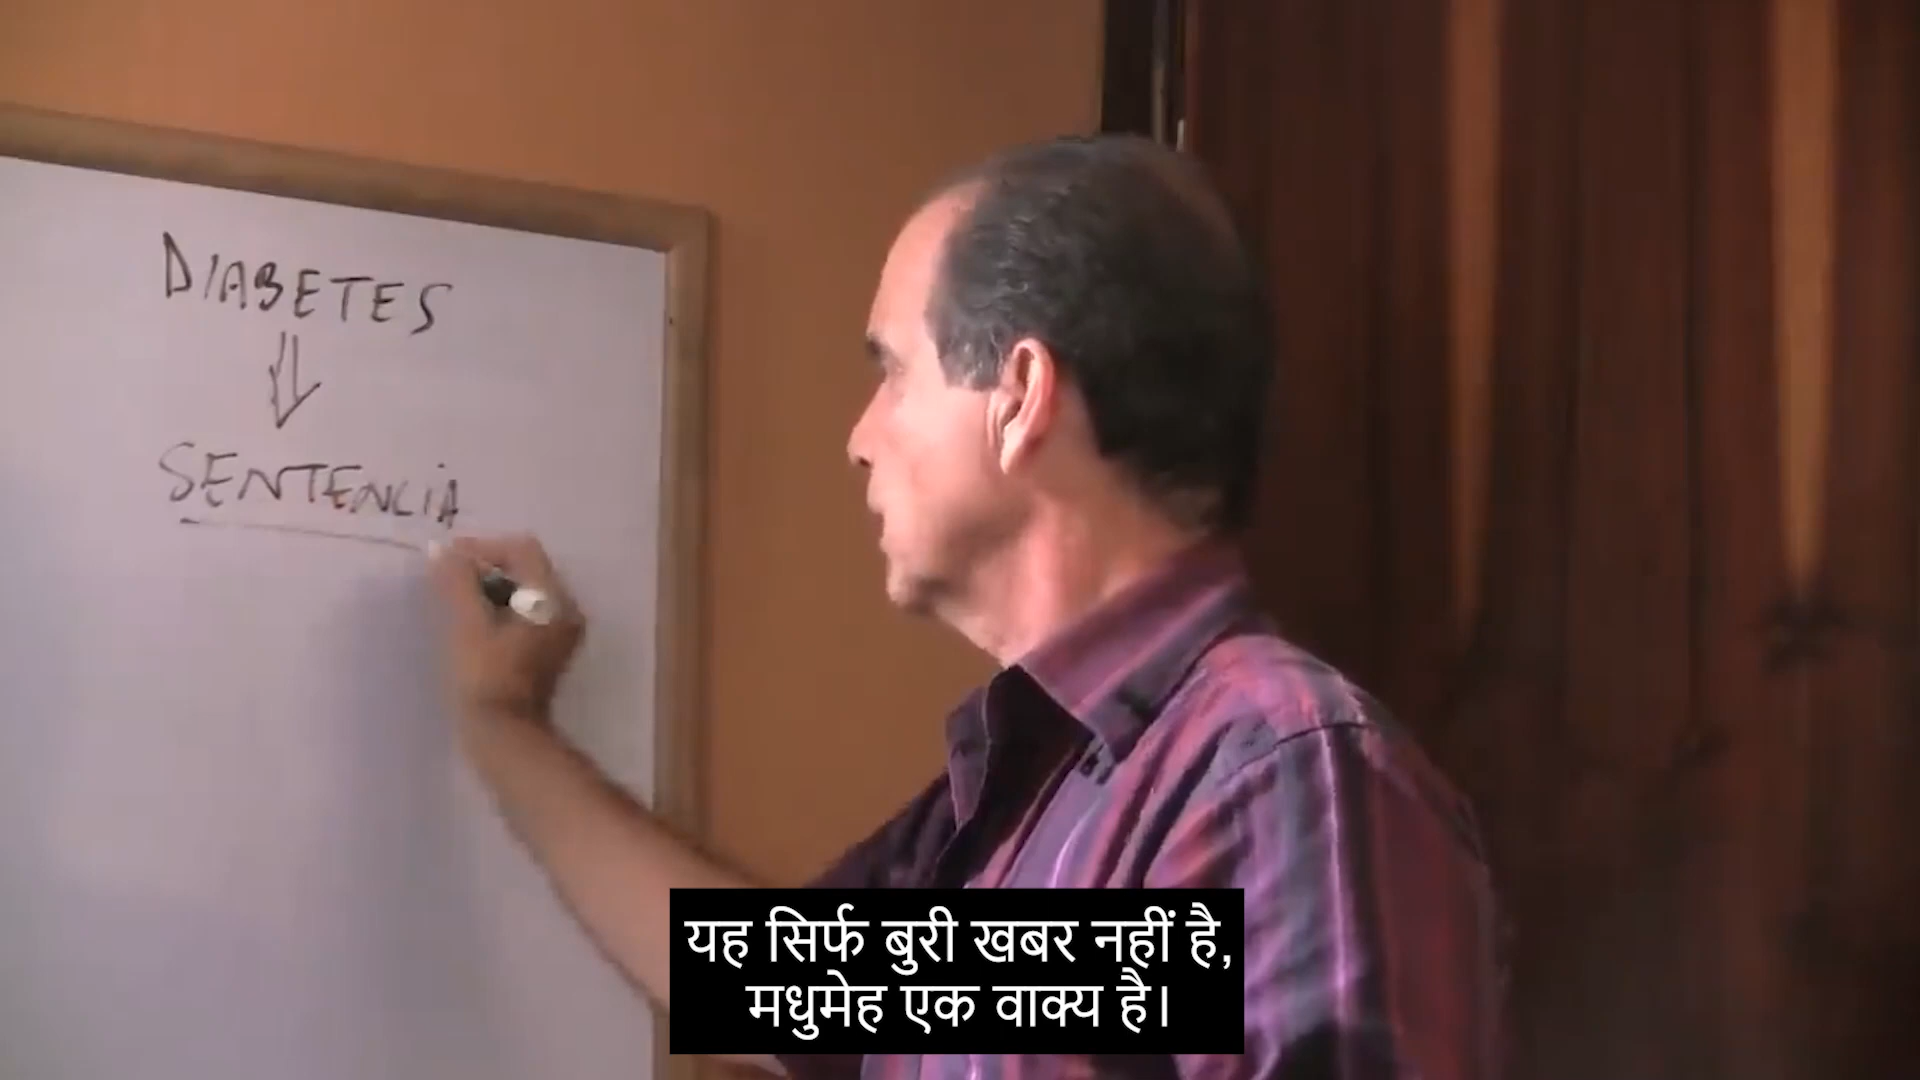 DIABETES
SENTENCIA
यह सिर्फ बुरी खबर नहीं है,
मधुमेह एक वाक्य है।